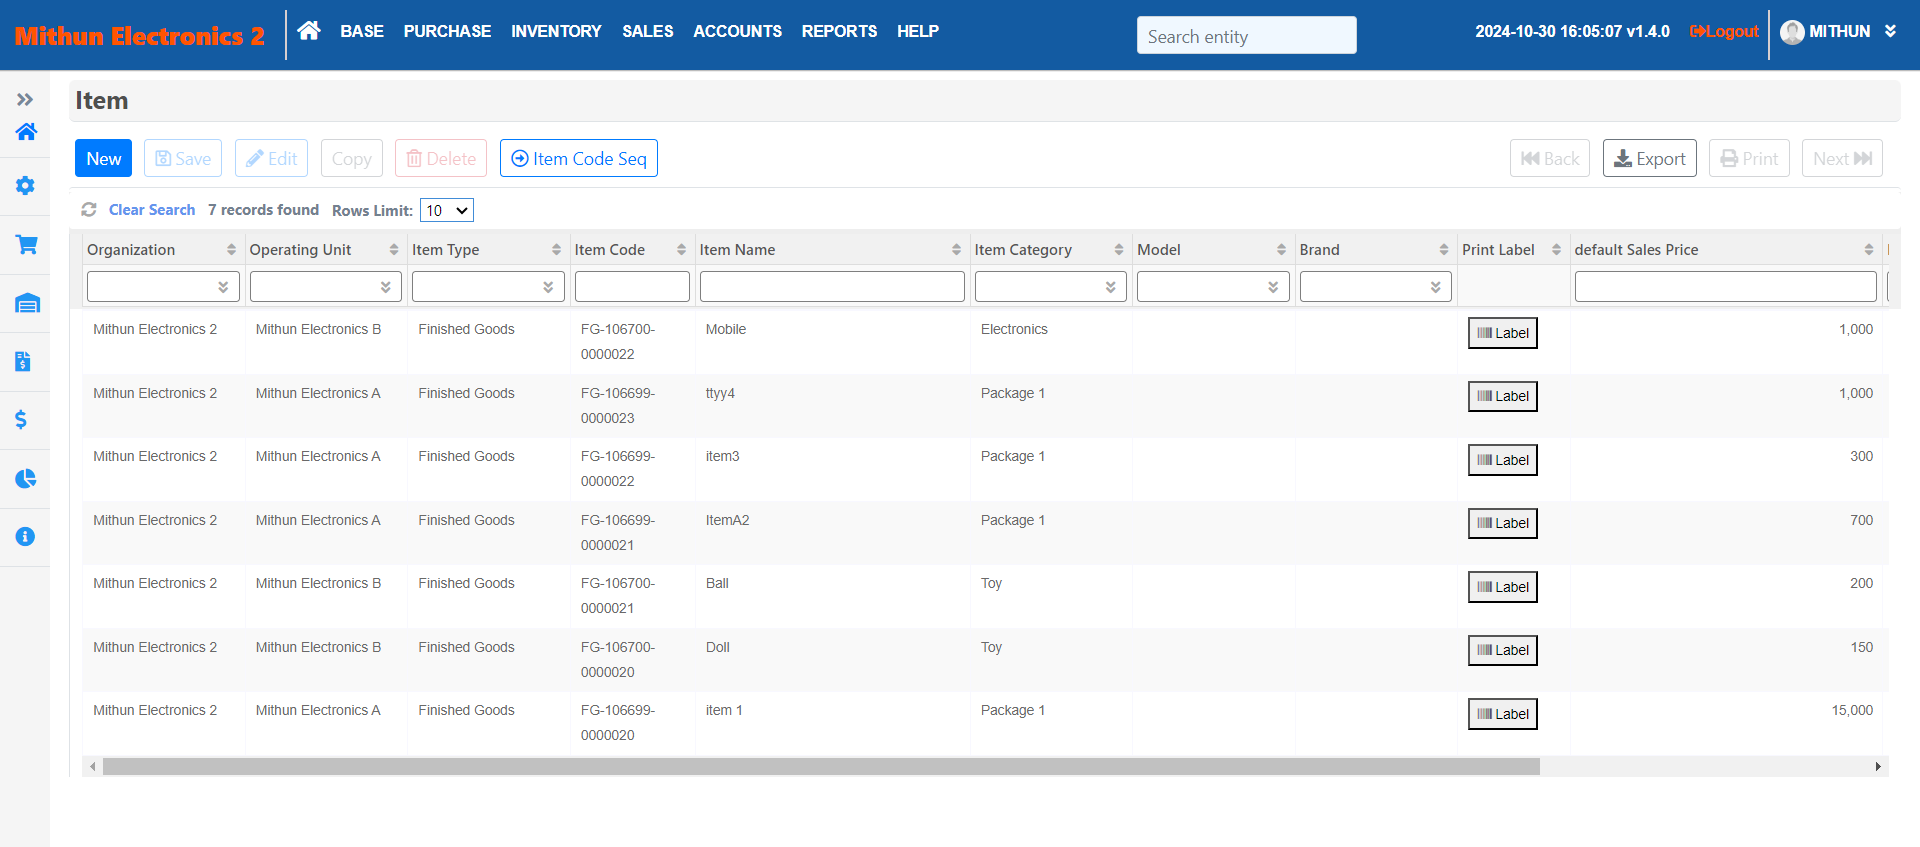 Mithun Electronics 2
BASE PURCHASE INVENTORY SALES ACCOUNTS REPORTS HELP
Search entity
2024-10-30 16:05:07 v1.4.0 Logout MITHUN
Item
New Save Edit Copy Delete Item Code Seq Back Export Print Next
Clear Search 7 records found Rows Limit: 10
Organization Operating Unit Item Type Item Code Item Name Item Category Model Brand Print Label default Sales Price
Mithun Electronics 2 Mithun Electronics B Finished Goods FG-106700- Mobile Electronics Label 1,000
0000022
Mithun Electronics 2 Mithun Electronics A Finished Goods FG-106699- ttyy4 Package 1 Label 1,000
0000023
Mithun Electronics 2 Mithun Electronics A Finished Goods FG-106699- item3 Package 1 Label 300
0000022
Mithun Electronics 2 Mithun Electronics A Finished Goods FG-106699- ItemA2 Package 1 Label 700
0000021
Mithun Electronics 2 Mithun Electronics B Finished Goods FG-106700- Ball Toy Label 200
0000021
Mithun Electronics 2 Mithun Electronics B Finished Goods FG-106700- Doll Toy Label 150
0000020
Mithun Electronics 2 Mithun Electronics A Finished Goods FG-106699- item 1 Package 1 Label 15,000
0000020